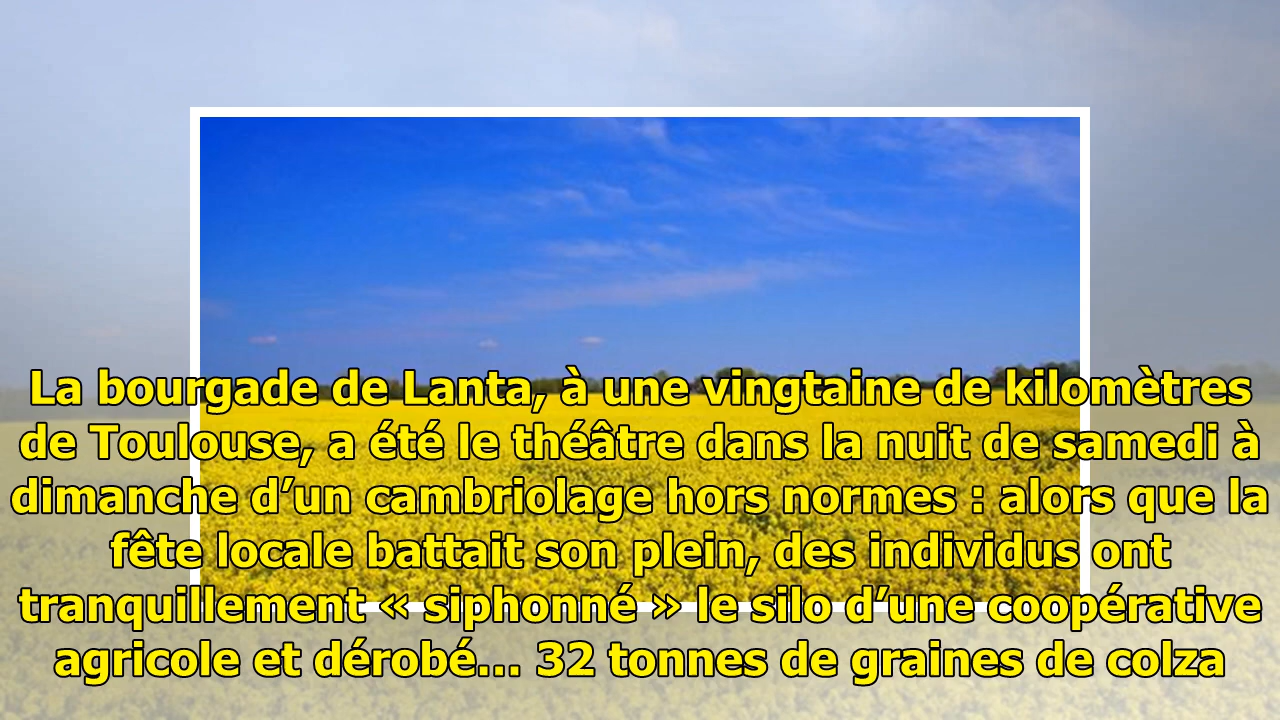 La bourgade de Lanta, à une vingtaine de kilomètres
de Toulouse, a été le théâtre dans la nuit de samedi à
dimanche d’un cambriolage hors normes : alors que la
fête locale battait son plein, des individus ont
tranquillement « siphonné » le silo d’une coopérative
agricole et dérobé... 32 tonnes de graines de colza